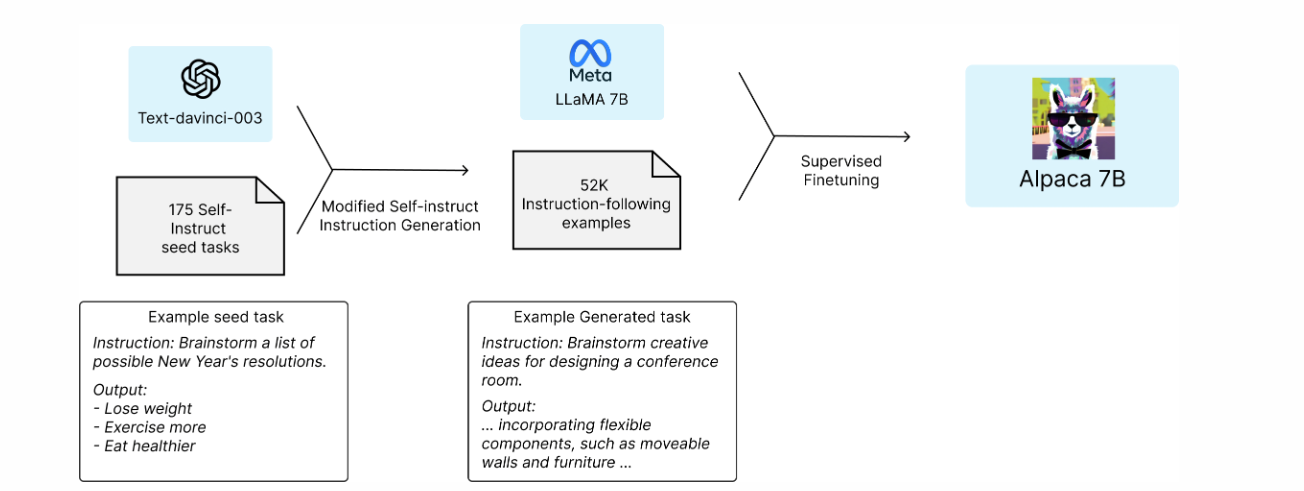 Text-davinci-003
175 Self-
Instruct
seed tasks
Modified Self-instruct
Instruction Generation
Meta
LLaMA 7B
52K
Instruction-following
examples
Supervised
Finetuning
Alpaca 7B
Example seed task
Instruction: Brainstorm a list of
possible New Year's resolutions.
Output:
- Lose weight
- Exercise more
- Eat healthier
Example Generated task
Instruction: Brainstorm creative
ideas for designing a conference
room.
Output:
... incorporating flexible
components, such as moveable
walls and furniture ...